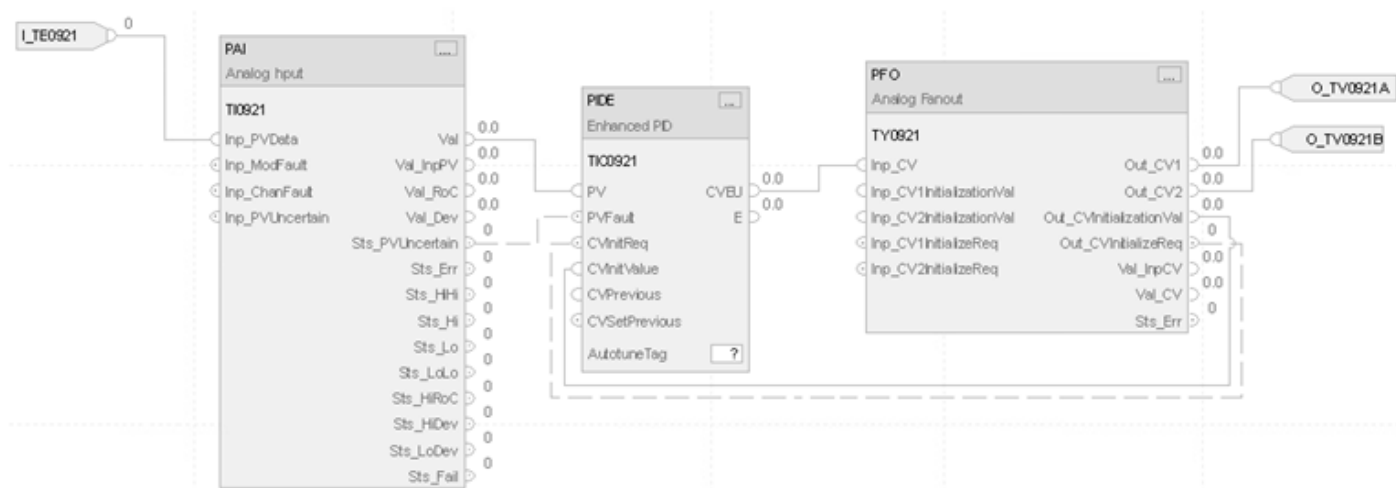 I_TE0921
0
PAI
...
Analog Input
TI0921
Inp_PVData
Val
0.0
Inp_ModFault
Val_InpPV
0.0
Inp_ChanFault
Val_RoC
0.0
Inp_PVUncertain
Val_Dev
0.0
Sts_PVUncertain
0
Sts_Err
0
Sts_HiHi
0
Sts_Hi
0
Sts_Lo
0
Sts_LoLo
0
Sts_HiRoC
0
Sts_HiDev
0
Sts_LoDev
0
Sts_Fail
0
PIDE
...
Enhanced PID
TIC0921
PV
CVEU
0.0
PVFault
E
0.0
CVInitReq
CVInitValue
CVPrevious
CVSetPrevious
AutotuneTag
?
PFO
...
Analog Fanout
TY0921
Inp_CV
Out_CV1
0.0
Inp_CV1InitializationVal
Out_CV2
0.0
Inp_CV2InitializationVal
Out_CVInitializationVal
0.0
Inp_CV1InitializeReq
Out_CVInitializeReq
0
Inp_CV2InitializeReq
Val_InpCV
0.0
Val_CV
0.0
Sts_Err
0
O_TV0921A
O_TV0921B